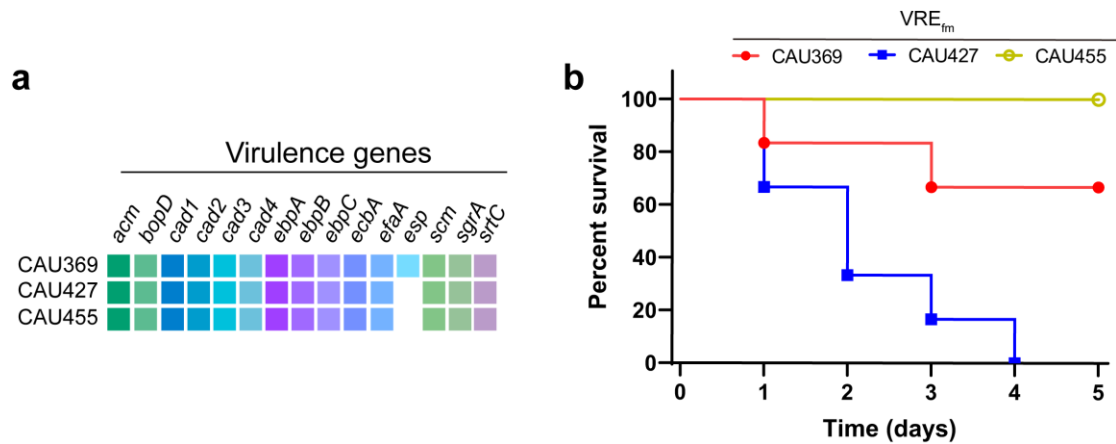 a
Virulence genes
acm bopD cad1 cad2 cad3 cad4 ebpA ebpB ebpC ecbA efaA esp scm sgrA srtC
CAU369
CAU427
CAU455
b
VREfm
CAU369 CAU427 CAU455
Percent survival
100
80
60
40
20
0
0 1 2 3 4 5
Time (days)